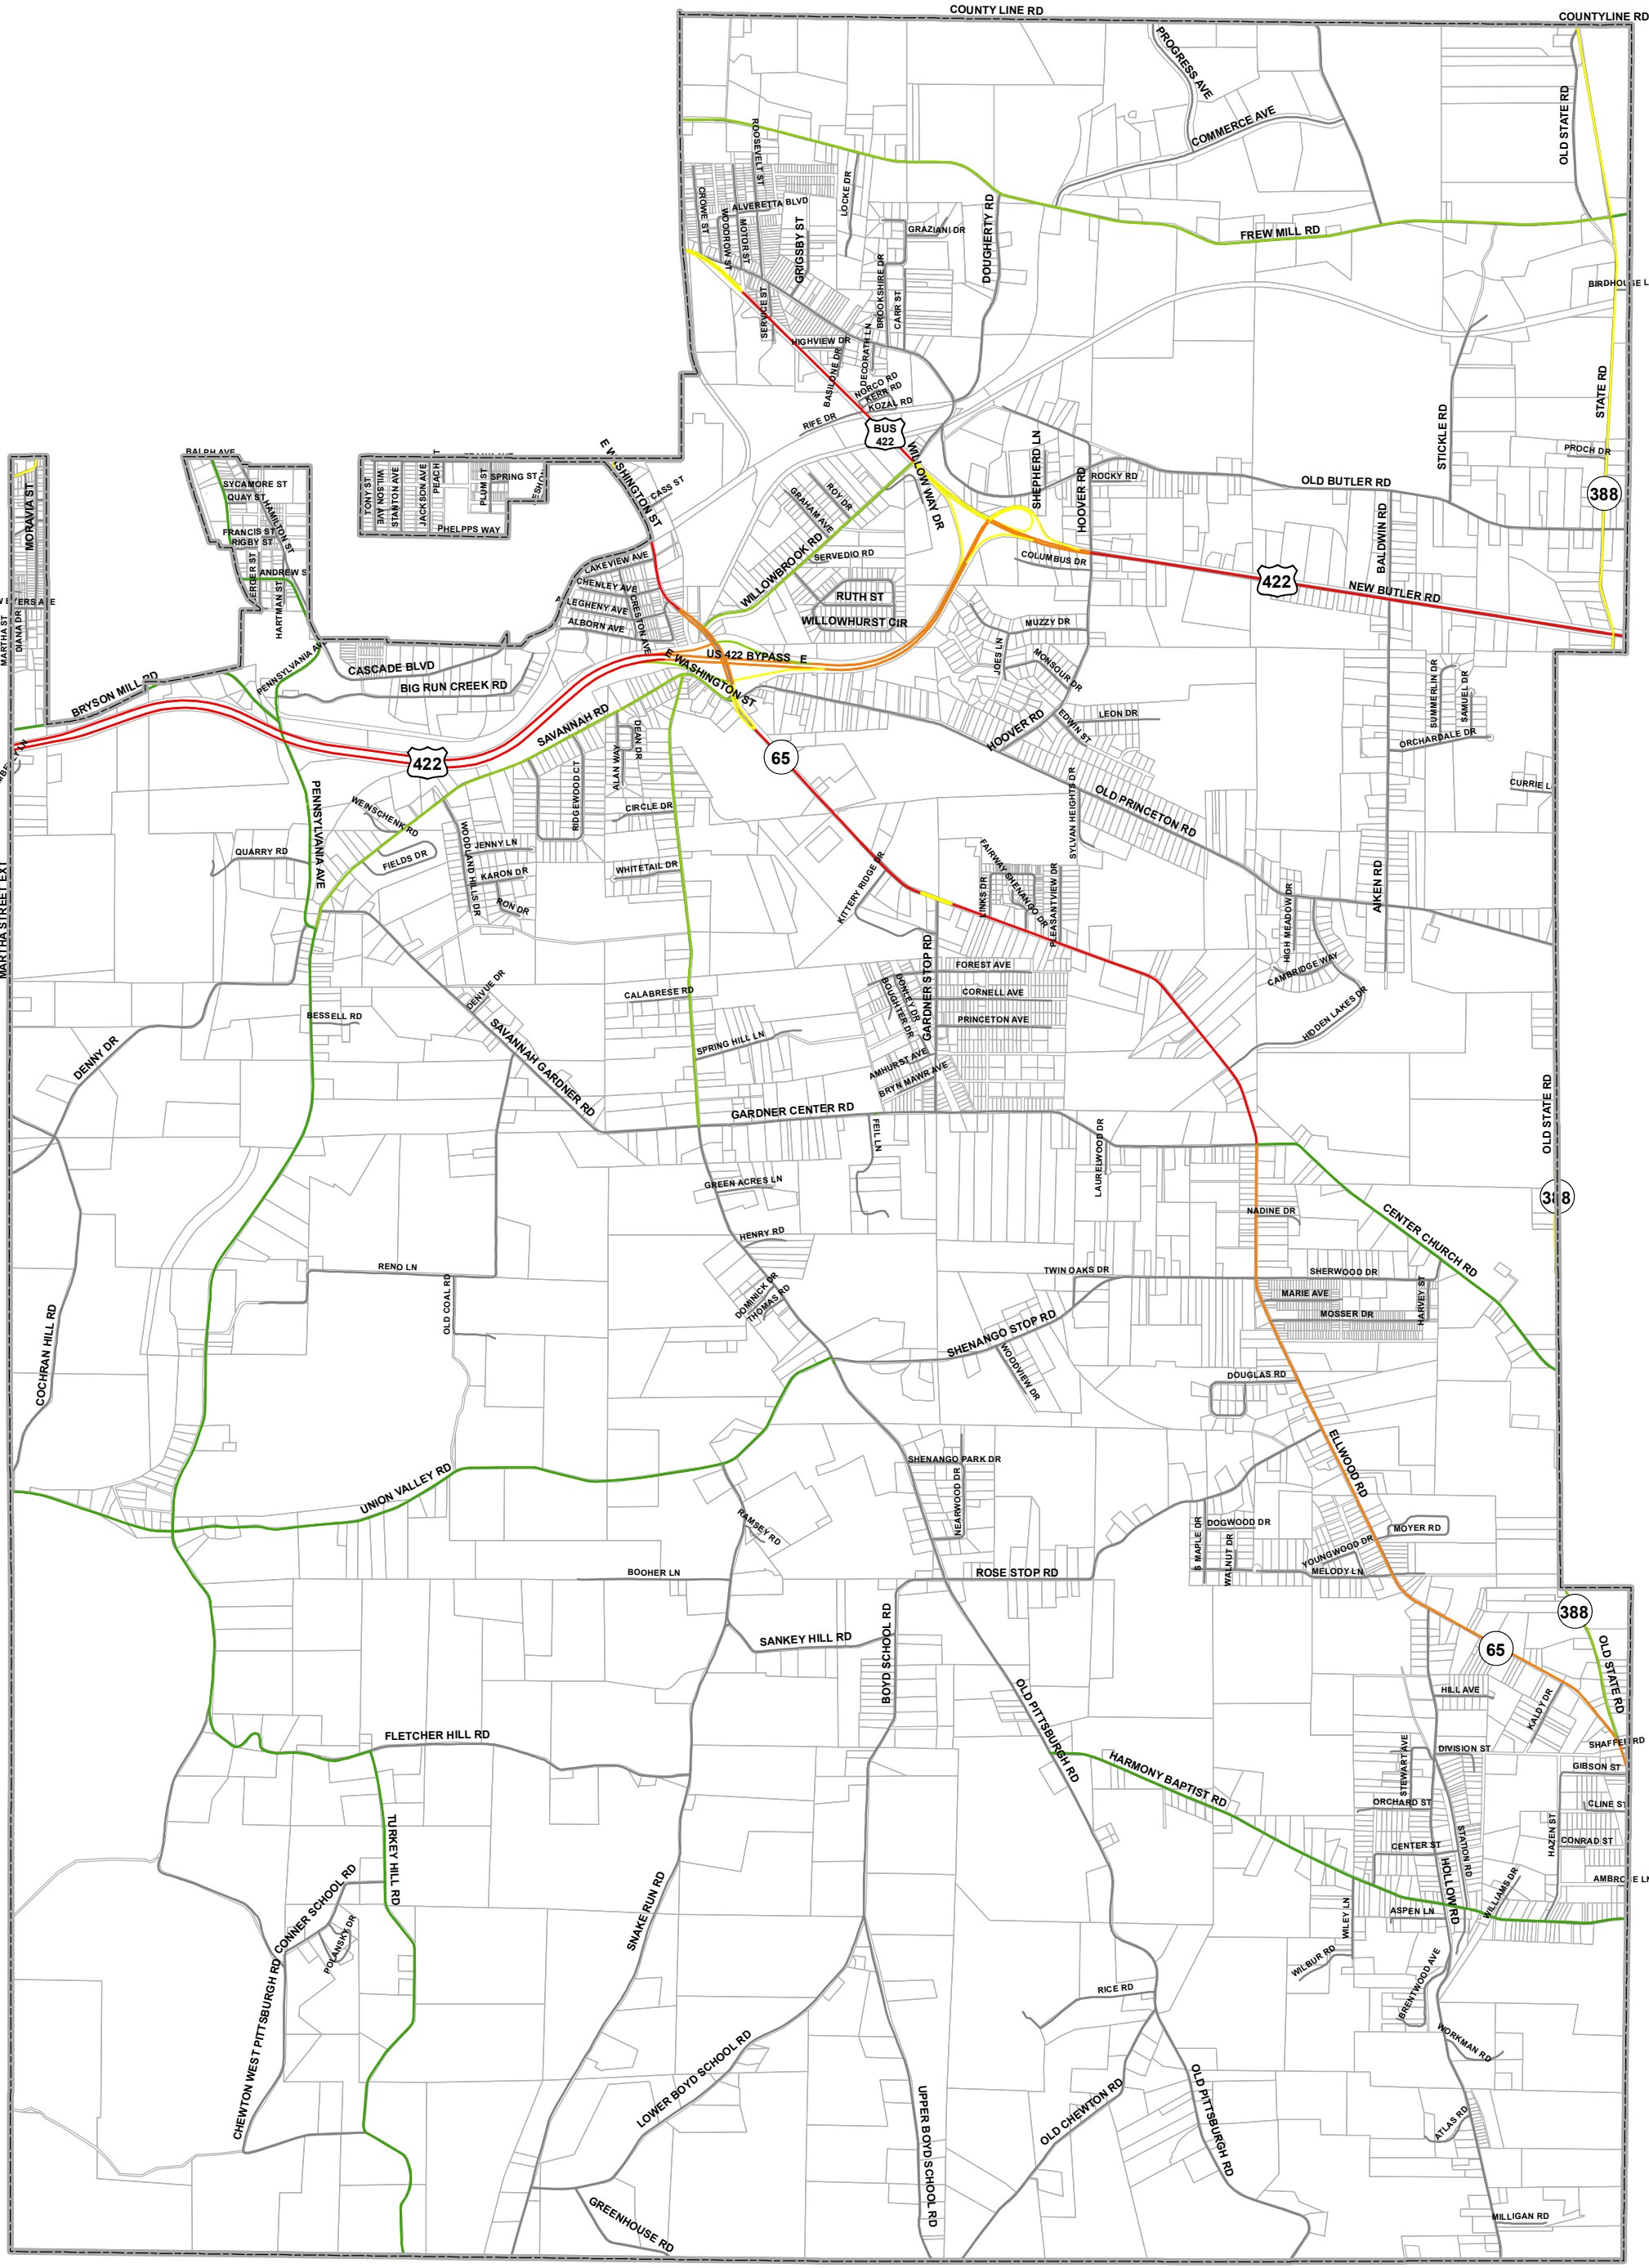 COUNTY LINE RD
COUNTYLINE RD
PROGRESS AVE
COMMERCE AVE
OLD STATE RD
ROOSEVELT ST
LOCKE DR
CROWE ST
ALVERETTA BLVD
WOODROW ST
MOTOR ST
GRIGSBY ST
GRAZIANI DR
DOUGHERTY RD
FREW MILL RD
BROOKSHIRE DR
CARR ST
SERVICE ST
BIRDHOUSE L
HIGHVIEW DR
DECORATH LN
BASILONE DR
NORCO RD
KERR RD
KOZAL RD
RIFE DR
BUS
422
STATE RD
STICKLE RD
PROCH DR
388
E WASHINGTON ST
CASS ST
WILLOW WAY DR
SHEPHERD LN
HOOVER RD
ROCKY RD
OLD BUTLER RD
BALDWIN RD
RALPH AVE
SYCAMORE ST
QUAY ST
HAMILTON ST
FRANCIS ST
RIGBY ST
ANDREW S
HARTMAN ST
MORAVIA ST
DIANA DR
MARTHA ST
TONY ST
WILSON AVE
STANTON AVE
JACKSON AVE
PEACH
PLUM ST
SPRING ST
PHELPPS WAY
GRAHAM AVE
ROY DR
SERVEDIO RD
WILLOWBROOK RD
RUTH ST
WILLOWHURST CIR
COLUMBUS DR
422
NEW BUTLER RD
LAKEVIEW AVE
CHENLEY AVE
CRESTON AVE
ALBORN AVE
US 422 BYPASS E
E WASHINGTON ST
MUZZY DR
JOES LN
MONSOUR DR
CASCADE BLVD
BIG RUN CREEK RD
PENNSYLVANIA AVE
BRYSON MILL RD
SAVANNAH RD
422
65
DEAN DR
ALAN WAY
RIDGEWOOD CT
CIRCLE DR
HOOVER RD
EDWIN ST
LEON DR
SUMMERLIN DR
SAMUEL DR
ORCHARDALE DR
CURRIE L
SYLVAN HEIGHTS DR
OLD PRINCETON RD
PENNSYLVANIA AVE
WEINSCHENK RD
FIELDS DR
QUARRY RD
WOODLAND HILLS DR
JENNY LN
KARON DR
RON DR
WHITETAIL DR
KITTERY RIDGE DR
LINKS DR
FAIRWAY SHENANGO DR
PLEASANTVIEW DR
HIGH MEADOW DR
AIKEN RD
MARTHA STREET EXT
CAMBRIDGE WAY
HIDDEN LAKES DR
GARDNER STOP RD
FOREST AVE
CORNELL AVE
PRINCETON AVE
DONLEY DR
BOUGHTER DR
AMHURST AVE
BRYN MAWR AVE
CALABRESE RD
SPRING HILL LN
DENVUE DR
SAVANNAH GARDNER RD
BESSELL RD
DENNY DR
GARDNER CENTER RD
FEIL LN
LAURELWOOD DR
OLD STATE RD
388
GREEN ACRES LN
HENRY RD
NADINE DR
CENTER CHURCH RD
RENO LN
OLD COAL RD
DOMINICK DR
THOMAS RD
TWIN OAKS DR
SHERWOOD DR
MARIE AVE
MOSSER DR
HARVEY ST
COCHRAN HILL RD
SHENANGO STOP RD
WOODVIEW DR
DOUGLAS RD
ELLWOOD RD
UNION VALLEY RD
SHENANGO PARK DR
NEARWOOD DR
RAMSEY RD
S MAPLE DR
DOGWOOD DR
WALNUT DR
YOUNGWOOD DR
MOYER RD
MELODY LN
BOOHER LN
ROSE STOP RD
388
SANKEY HILL RD
BOYD SCHOOL RD
65
OLD STATE RD
OLD PITTSBURGH RD
HILL AVE
KALDY DR
FLETCHER HILL RD
HARMONY BAPTIST RD
STEWART AVE
DIVISION ST
SHAFFER RD
GIBSON ST
ORCHARD ST
CLINE ST
TURKEY HILL RD
STATION RD
HAZEN ST
CONRAD ST
CENTER ST
HOLLOW RD
AMBROSE LN
CONNER SCHOOL RD
POLANSKY DR
SNAKE RUN RD
WILLIAMS DR
WILEY LN
ASPEN LN
WILBUR RD
CHEWTON WEST PITTSBURGH RD
RICE RD
BRENTWOOD AVE
WORKMAN RD
LOWER BOYD SCHOOL RD
UPPER BOYD SCHOOL RD
OLD CHEWTON RD
OLD PITTSBURGH RD
ATLAS RD
GREENHOUSE RD
MILLIGAN RD